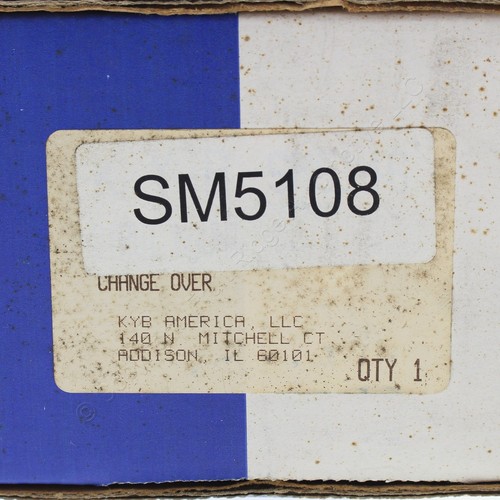 SM5108
CHANGE OVER
KYB AMERICA, LLC
140 N MITCHELL CT
ADDISON, IL 60101
QTY 1